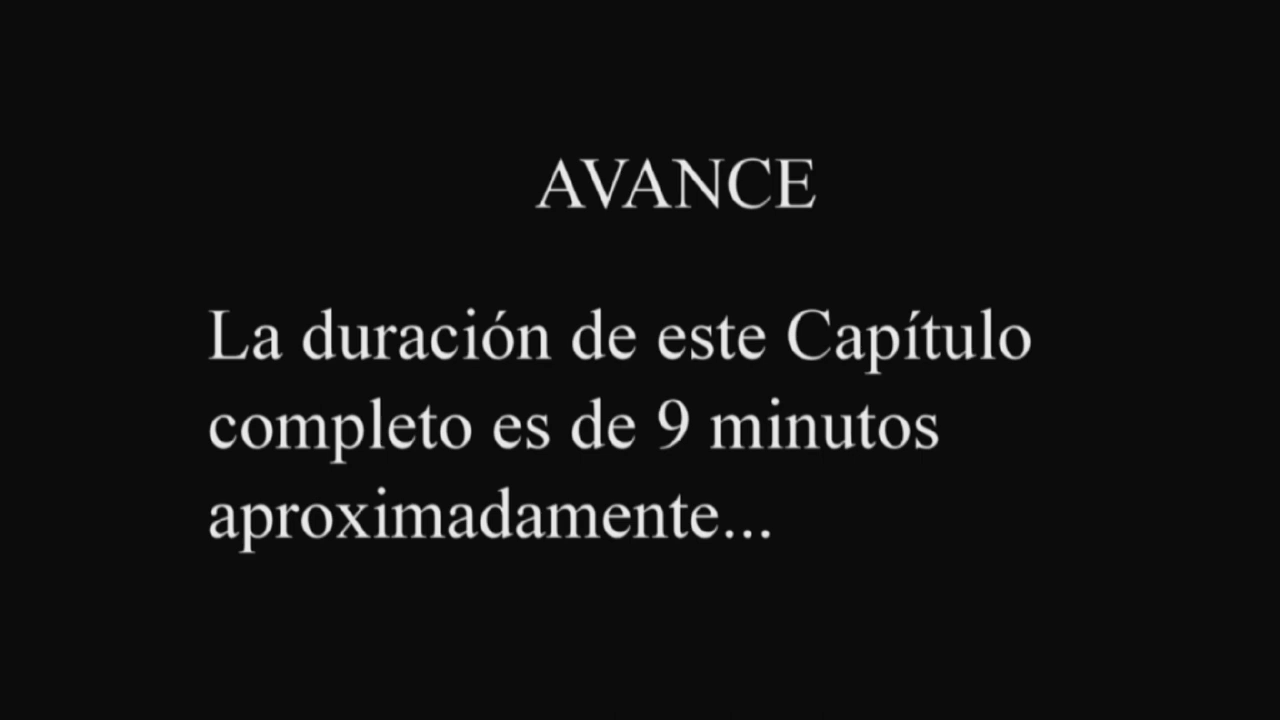 AVANCE
La duración de este Capítulo
completo es de 9 minutos
aproximadamente...